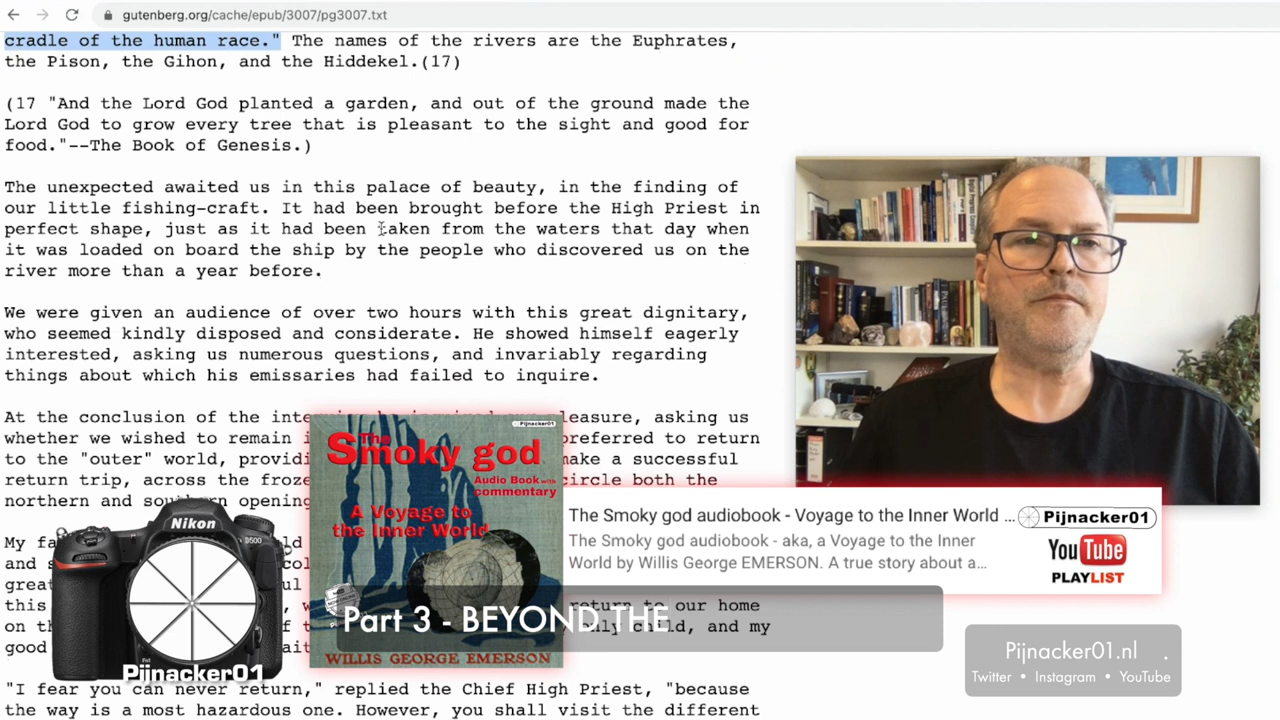 gutenberg.org/cache/epub/3007/pg3007.txt
cradle of the human race." The names of the rivers are the Euphrates,
the Pison, the Gihon, and the Hiddekel.(17)
(17 "And the Lord God planted a garden, and out of the ground made the
Lord God to grow every tree that is pleasant to the sight and good for
food."--The Book of Genesis.)
The unexpected awaited us in this palace of beauty, in the finding of
our little fishing-craft. It had been brought before the High Priest in
perfect shape, just as it had been taken from the waters that day when
it was loaded on board the ship by the people who discovered us on the
river more than a year before.
We were given an audience of over two hours with this great dignitary,
who seemed kindly disposed and considerate. He showed himself eagerly
interested, asking us numerous questions, and invariably regarding
things about which his emissaries had failed to inquire.
At the conclusion of the leasure, asking us
whether we wished to remain preferred to return
to the "outer" world, make a successful
return trip, across the circle both the
northern and opening
My
and
great
this return to our home
on child, and my
good
"I fear you can never return," replied the Chief High Priest, "because
the way is a most hazardous one. However, you shall visit the different
Pijnacker01
The
Smoky god
Audio Book with
commentary
A Voyage to
the Inner World
WILLIS GEORGE EMERSON
The Smoky god audiobook - Voyage to the Inner World ...
The Smoky god audiobook - aka, a Voyage to the Inner
World by Willis George EMERSON. A true story about a...
Pijnacker01
YouTube
PLAYLIST
Part 3 - BEYOND THE
Nikon
D500
Pijnacker01
Pijnacker01.nl
Twitter • Instagram • YouTube